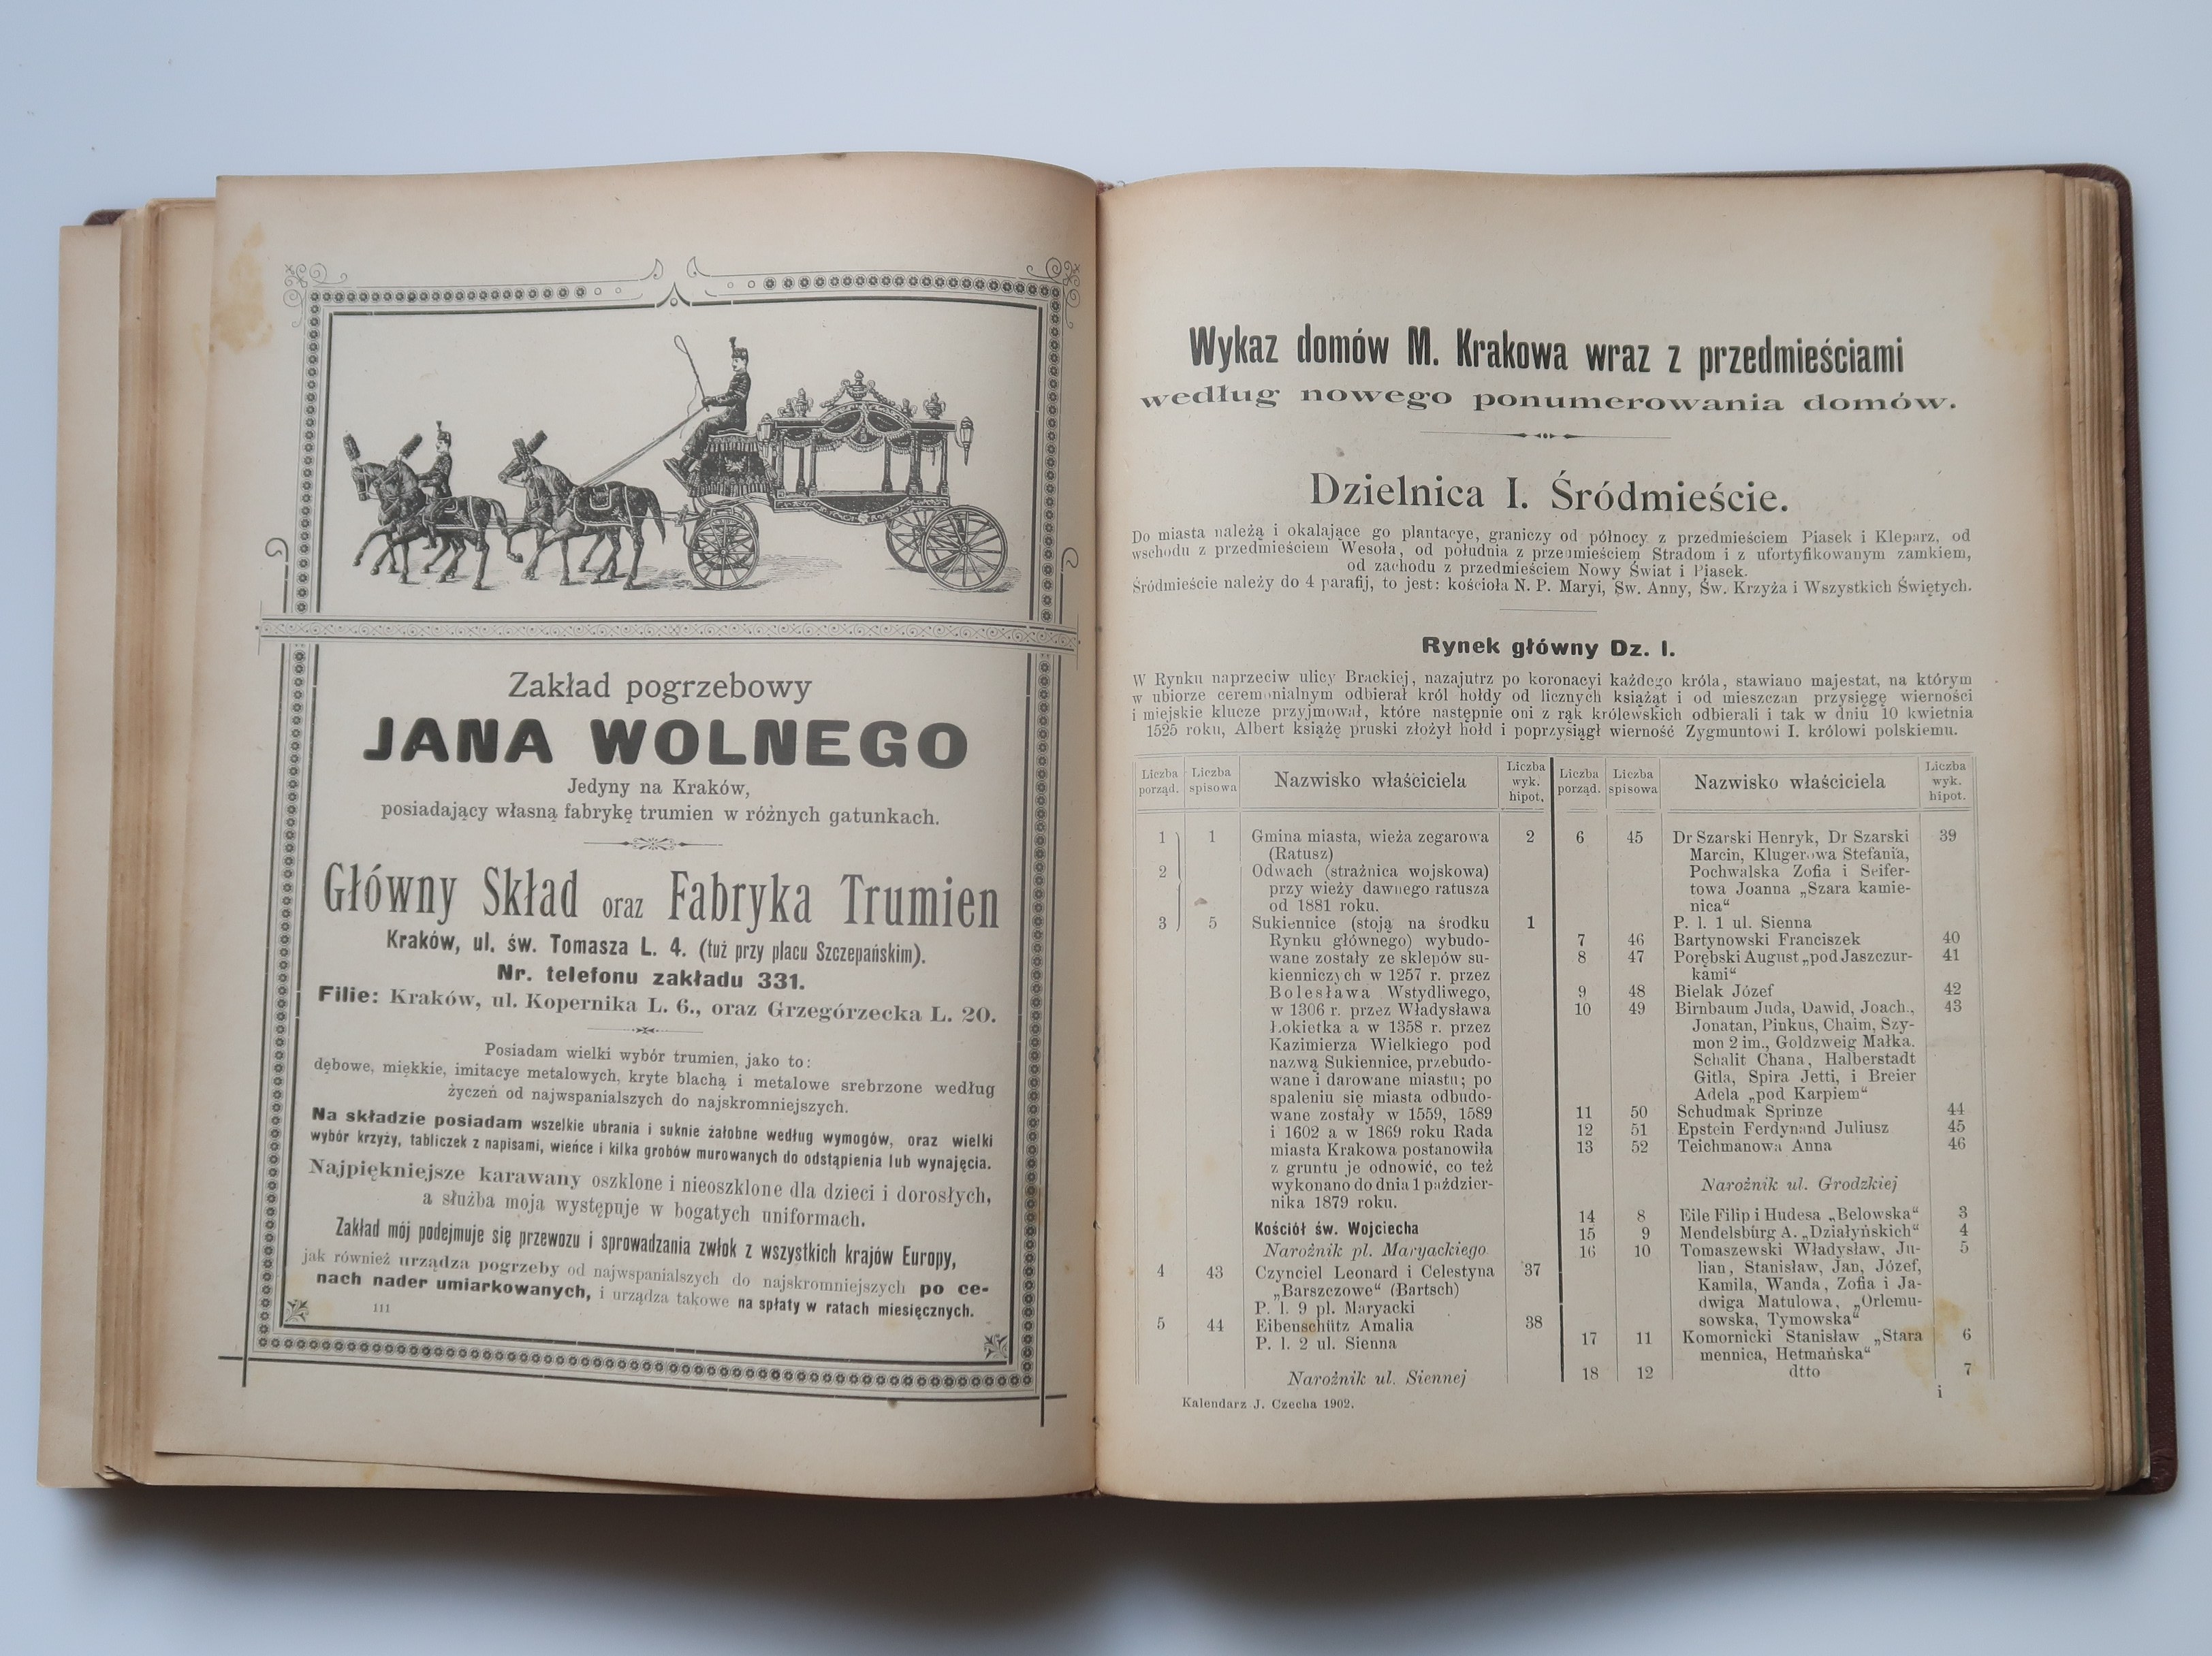 Zakład pogrzebowy
JANA WOLNEGO
Jedyny na Kraków,
posiadający własną fabrykę trumien w różnych gatunkach.
Główny Skład oraz Fabryka Trumien
Kraków, ul. św. Tomasza L. 4. (tuż przy placu Szczepańskim).
Nr. telefonu zakładu 331.
Filie: Kraków, ul. Kopernika L. 6., oraz Grzegórzecka L. 20.
Posiadam wielki wybór trumien, jako to:
dębowe, miękkie, imitacye metalowych, kryte blachą i metalowe srebrzone według
życzeń od najwspanialszych do najskromniejszych.
Na składzie posiadam wszelkie ubrania i suknie żałobne według wymogów, oraz wielki
wybór krzyży, tabliczek z napisami, wieńce i kilka grobów murowanych do odstąpienia lub wynajęcia.
Najpiękniejsze karawany oszklone i nieoszklone dla dzieci i dorosłych,
a służba moja występuje w bogatych uniformach.
Zakład mój podejmuje się przewozu i sprowadzania zwłok z wszystkich krajów Europy,
jak również urządza pogrzeby od najwspanialszych do najskromniejszych po ce-
nach nader umiarkowanych, i urządza takowe na spłaty w ratach miesięcznych.
111
Wykaz domów M. Krakowa wraz z przedmieściami
według nowego ponumerowania domów.
Dzielnica I. Śródmieście.
Do miasta należą i okalające go plantacye, graniczy od północy z przedmieściem Piasek i Kleparz, od
wschodu z przedmieściem Wesoła, od południa z przedmieściem Stradom i z ufortyfikowanym zamkiem,
od zachodu z przedmieściem Nowy Świat i Piasek.
Śródmieście należy do 4 parafij, to jest: kościoła N. P. Maryi, Św. Anny, Św. Krzyża i Wszystkich Świętych.
Rynek główny Dz. I.
W Rynku naprzeciw ulicy Brackiej, nazajutrz po koronacyi każdego króla, stawiano majestat, na którym
w ubiorze ceremonialnym odbierał król hołdy od licznych książąt i od mieszczan przysięgę wierności
i miejskie klucze przyjmował, które następnie oni z rąk królewskich odbierali i tak w dniu 10 kwietnia
1525 roku, Albert książę pruski złożył hołd i poprzysiągł wierność Zygmuntowi I. królowi polskiemu.
Liczba porząd. Liczba spisowa Nazwisko właściciela Liczba wyk. hipot.
1 1 Gmina miasta, wieża zegarowa 2
(Ratusz)
2 Odwach (strażnica wojskowa)
przy wieży dawnego ratusza
od 1881 roku.
3 5 Sukiennice (stoją na środku 1
Rynku głównego) wybudo-
wane zostały ze sklepów su-
kienniczych w 1257 r. przez
Bolesława Wstydliwego,
w 1306 r. przez Władysława
Łokietka a w 1358 r. przez
Kazimierza Wielkiego pod
nazwą Sukiennice, przebudo-
wane i darowane miastu; po
spaleniu się miasta odbudo-
wane zostały w 1559, 1589
i 1602 a w 1869 roku Rada
miasta Krakowa postanowiła
z gruntu je odnowić, co też
wykonano do dnia 1 paździer-
nika 1879 roku.
Kościół św. Wojciecha
Narożnik pl. Maryackiego
4 43 Czynciel Leonard i Celestyna 37
„Barszczowe“ (Bartsch)
P. l. 9 pl. Maryacki
5 44 Eibenschütz Amalia 38
P. l. 2 ul. Sienna
Narożnik ul. Siennej
Liczba porząd. Liczba spisowa Nazwisko właściciela Liczba wyk. hipot.
6 45 Dr Szarski Henryk, Dr Szarski 39
Marcin, Klugerowa Stefania,
Pochwalska Zofia i Seifer-
towa Joanna „Szara kamie-
nica“
P. l. 1 ul. Sienna
7 46 Bartynowski Franciszek 40
8 47 Porębski August „pod Jaszczur- 41
kami“
9 48 Bielak Józef 42
10 49 Birnbaum Juda, Dawid, Joach., 43
Jonatan, Pinkus, Chaim, Szy-
mon 2 im., Goldzweig Małka.
Schalit Chana, Halberstadt
Gitla, Spira Jetti, i Breier
Adela „pod Karpiem“
11 50 Schudmak Sprinze 44
12 51 Epstein Ferdynand Juliusz 45
13 52 Teichmanowa Anna 46
Narożnik ul. Grodzkiej
14 8 Eile Filip i Hudesa „Belowska“ 3
15 9 Mendelsburg A. „Działyńskich“ 4
16 10 Tomaszewski Władysław, Ju- 5
lian, Stanisław, Jan, Józef,
Kamila, Wanda, Zofia i Ja-
dwiga Matulowa, „Orlemu-
sowska, Tymowska“
17 11 Komornicki Stanisław „Stara 6
mennica, Hetmańska“
18 12 dtto 7
Kalendarz J. Czecha 1902.
i